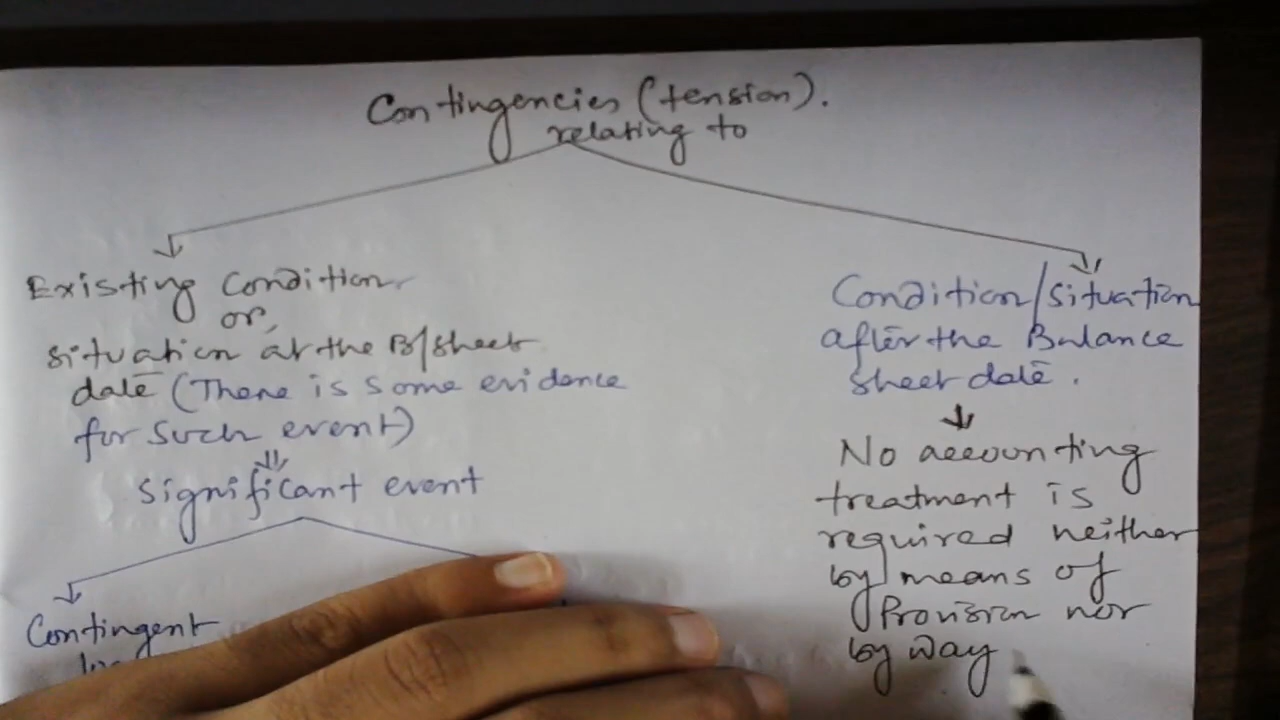 Contingencies (tension).
relating to
Existing Condition
or,
situation at the B/sheet
date (There is some evidence
for such event)
Significant event
Contingent
Condition/situation
after the Balance
sheet date.
No accounting
treatment is
required neither
by means of
Provision nor
by way